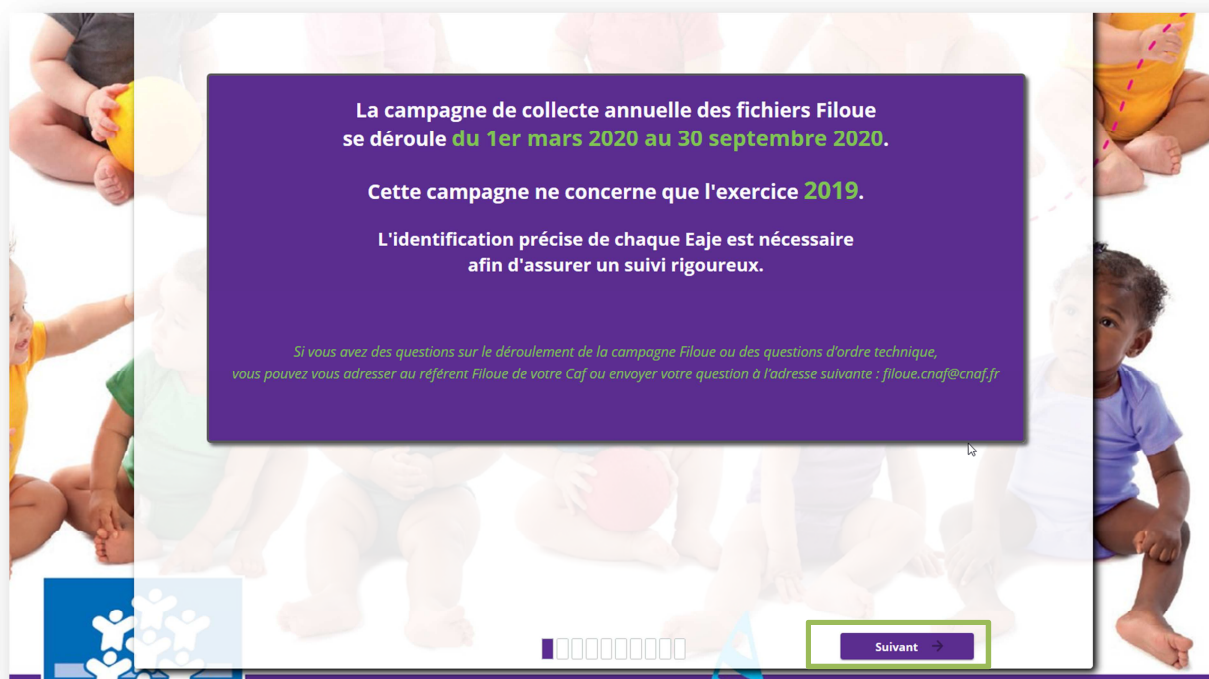 La campagne de collecte annuelle des fichiers Filoue
se déroule du 1er mars 2020 au 30 septembre 2020.
Cette campagne ne concerne que l'exercice 2019.
L'identification précise de chaque Eaje est nécessaire
afin d'assurer un suivi rigoureux.
Si vous avez des questions sur le déroulement de la campagne Filoue ou des questions d’ordre technique,
vous pouvez vous adresser au référent Filoue de votre Caf ou envoyer votre question à l’adresse suivante : filoue.cnaf@cnaf.fr
Suivant